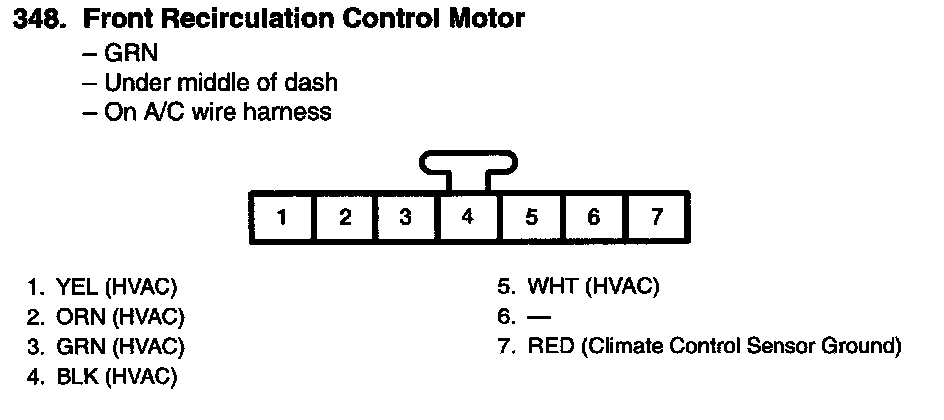 348. Front Recirculation Control Motor
– GRN
– Under middle of dash
– On A/C wire harness
1 2 3 4 5 6 7
1. YEL (HVAC)
2. ORN (HVAC)
3. GRN (HVAC)
4. BLK (HVAC)
5. WHT (HVAC)
6. —
7. RED (Climate Control Sensor Ground)